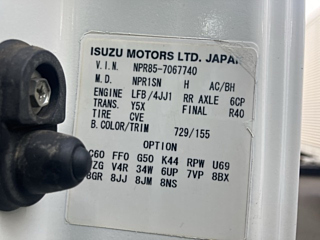 ISUZU MOTORS LTD. JAPAN
V.I.N. NPR85-7067740
M.D. NPR1SN H AC/BH
ENGINE LFB/4JJ1 RR AXLE 6CP
TRANS. Y5X FINAL R40
TIRE CVE
B.COLOR/TRIM 729/155
OPTION
C60 FF0 G50 K44 RPW U69
ZG V4R 34W 6UP 7VP 8BX
8GR 8JJ 8JM 8NS